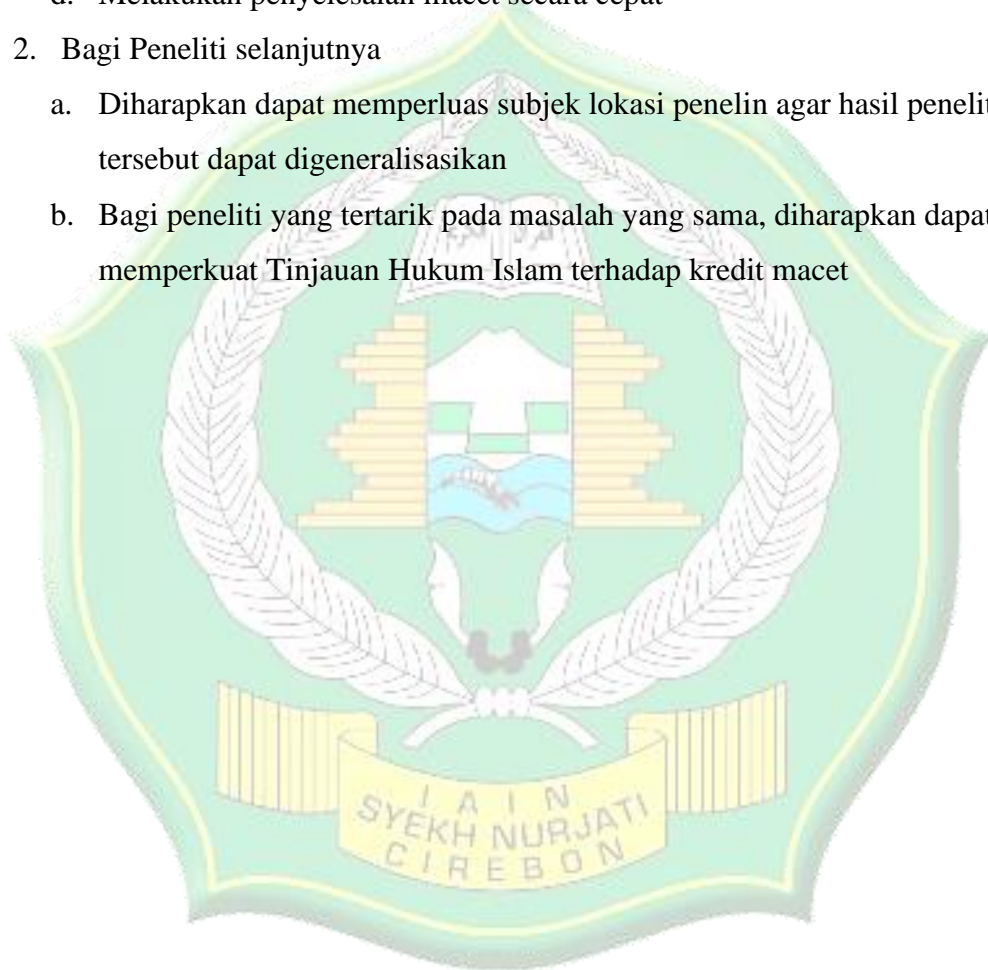 d. Melakukan penyelesaian macet secara cepat
2. Bagi Peneliti selanjutnya
a. Diharapkan dapat memperluas subjek lokasi penelin agar hasil penelit
tersebut dapat digeneralisasikan
b. Bagi peneliti yang tertarik pada masalah yang sama, diharapkan dapat
memperkuat Tinjauan Hukum Islam terhadap kredit macet
IAIN
SYEKH NURJATI
CIREBON